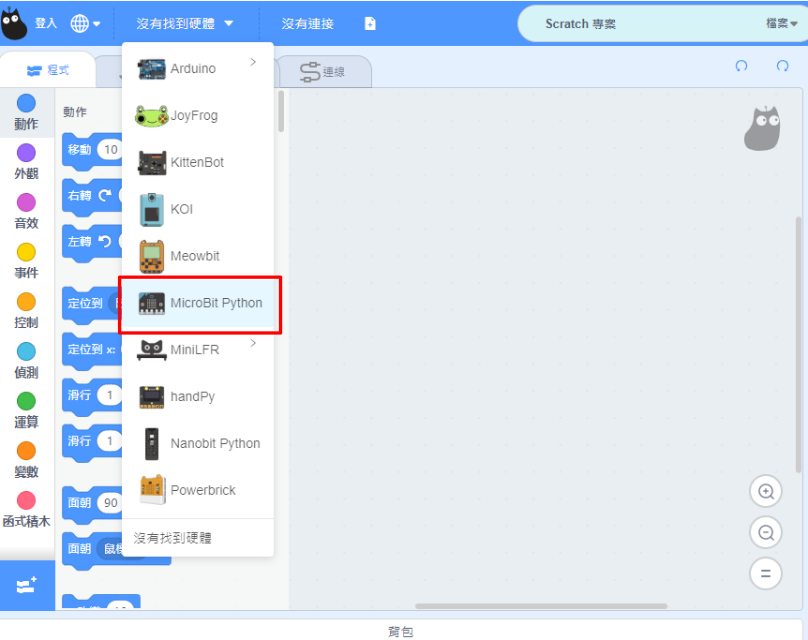 登入
沒有找到硬體
沒有連接
Scratch 專案
檔案
程式
連線
動作
外觀
音效
事件
控制
偵測
運算
變數
函式積木
動作
移動 10
右轉
左轉
定位到
定位到 x:
滑行 1
滑行 1
面朝 90
面朝
Arduino
JoyFrog
KittenBot
KOI
Meowbit
MicroBit Python
MiniLFR
handPy
Nanobit Python
Powerbrick
沒有找到硬體
背包